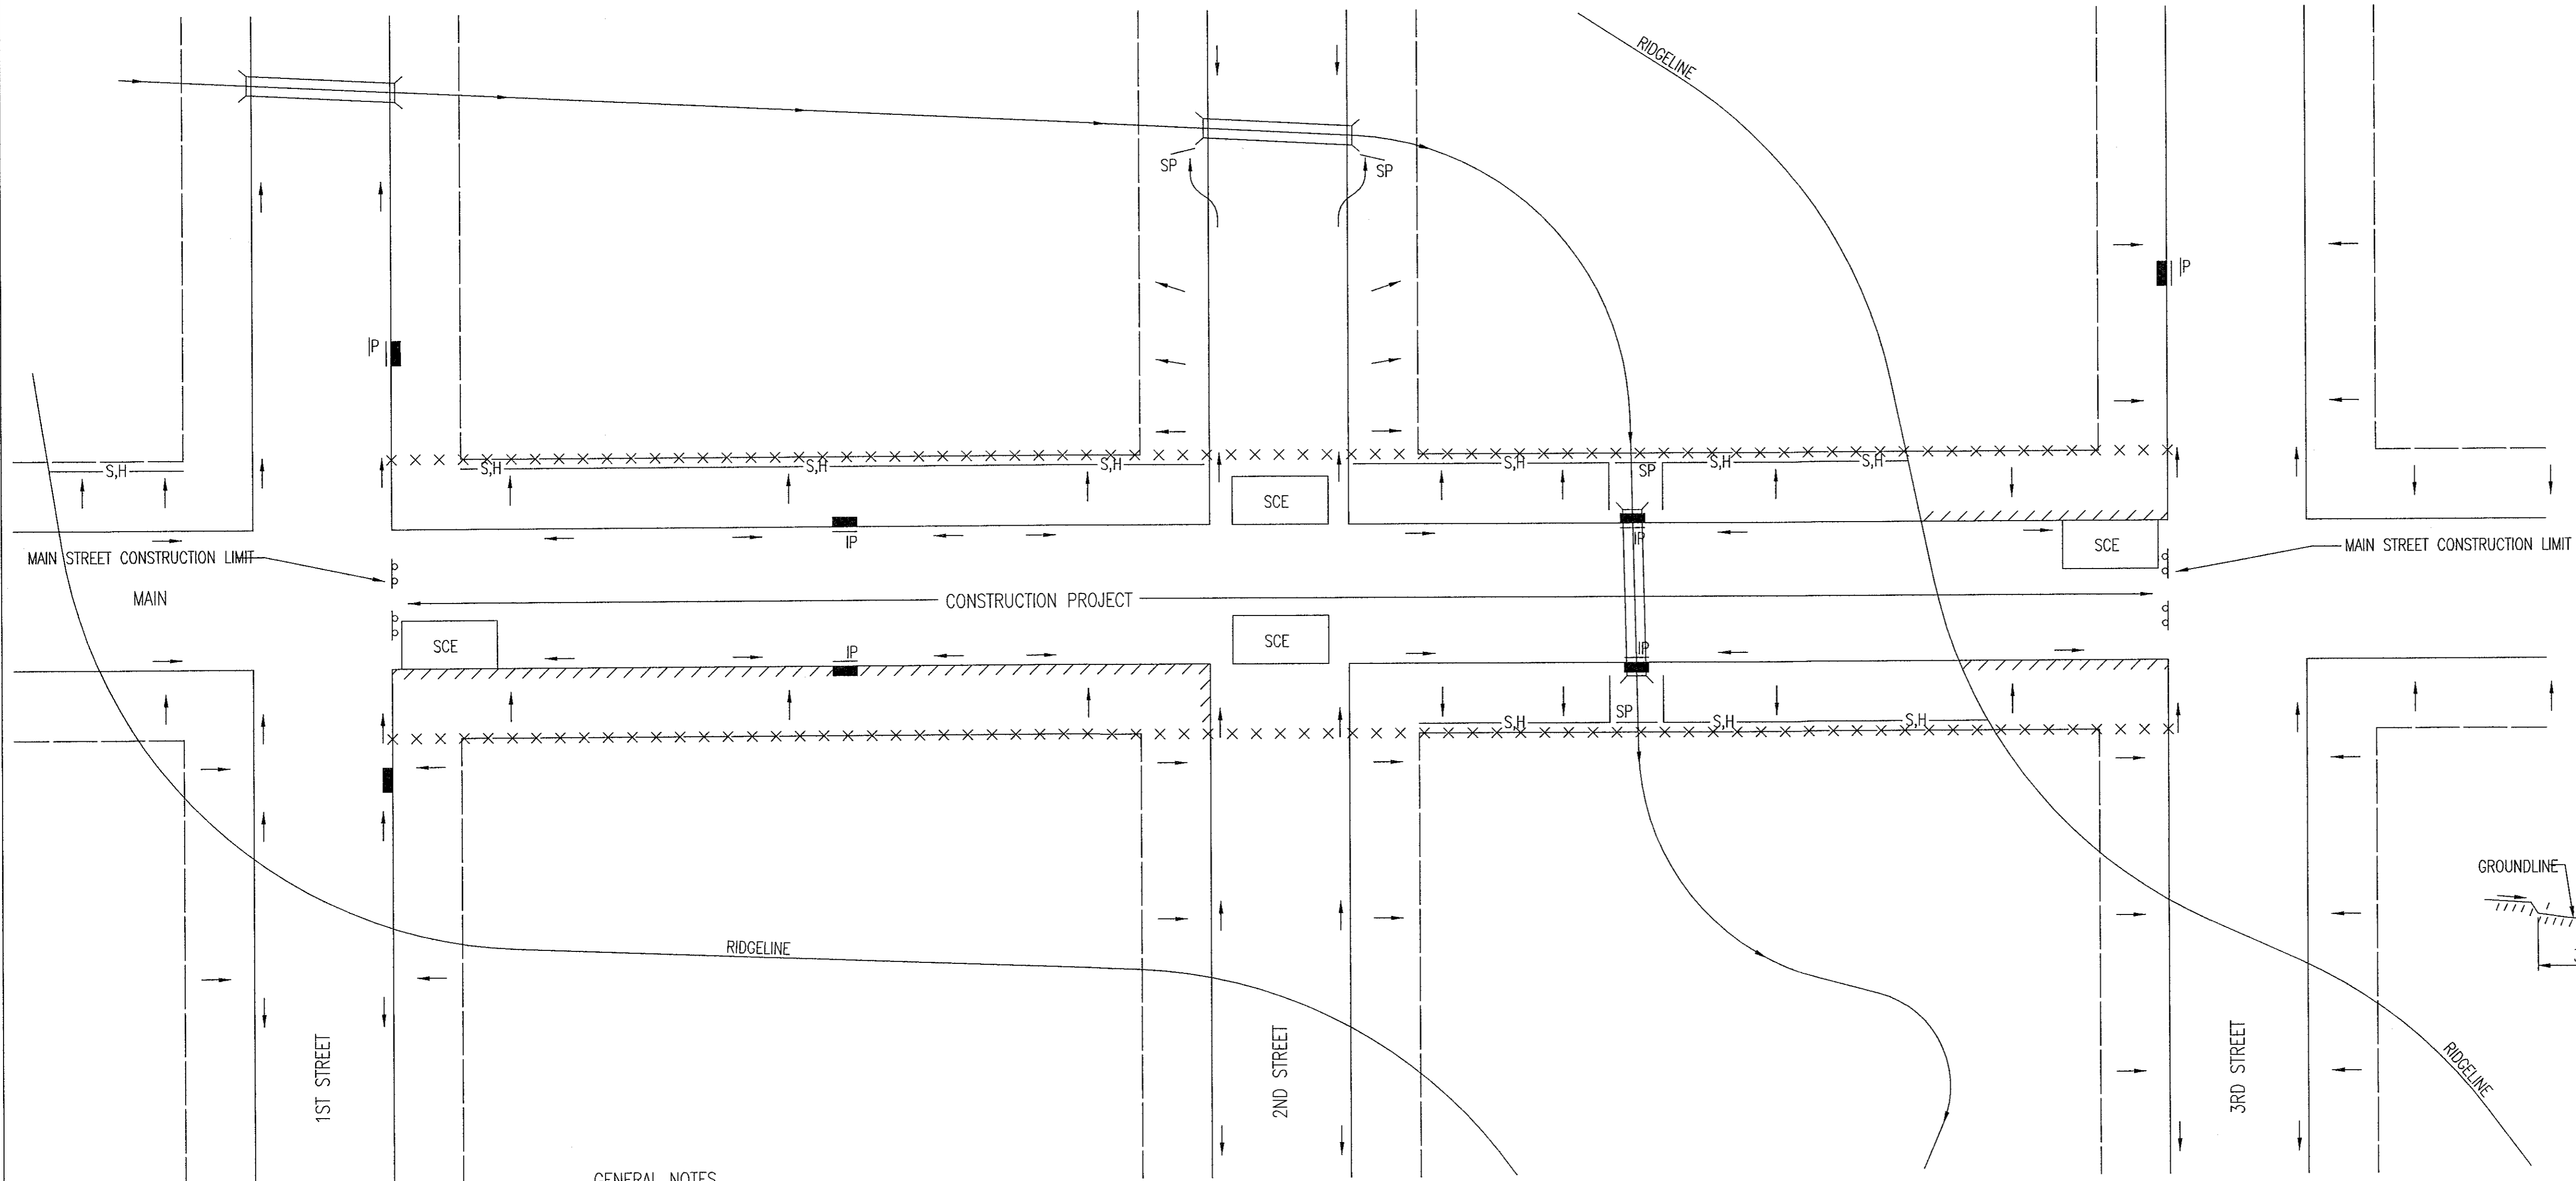 RIDGELINE
SP
SP
IP
IP
S,H
S,H
S,H
S,H
S,H
SP
S,H
S,H
SCE
IP
IP
SCE
MAIN STREET CONSTRUCTION LIMIT
MAIN STREET CONSTRUCTION LIMIT
MAIN
CONSTRUCTION PROJECT
SCE
SCE
IP
IP
S,H
SP
S,H
S,H
GROUNDLINE
RIDGELINE
1ST STREET
2ND STREET
3RD STREET
RIDGELINE
GENERAL NOTES